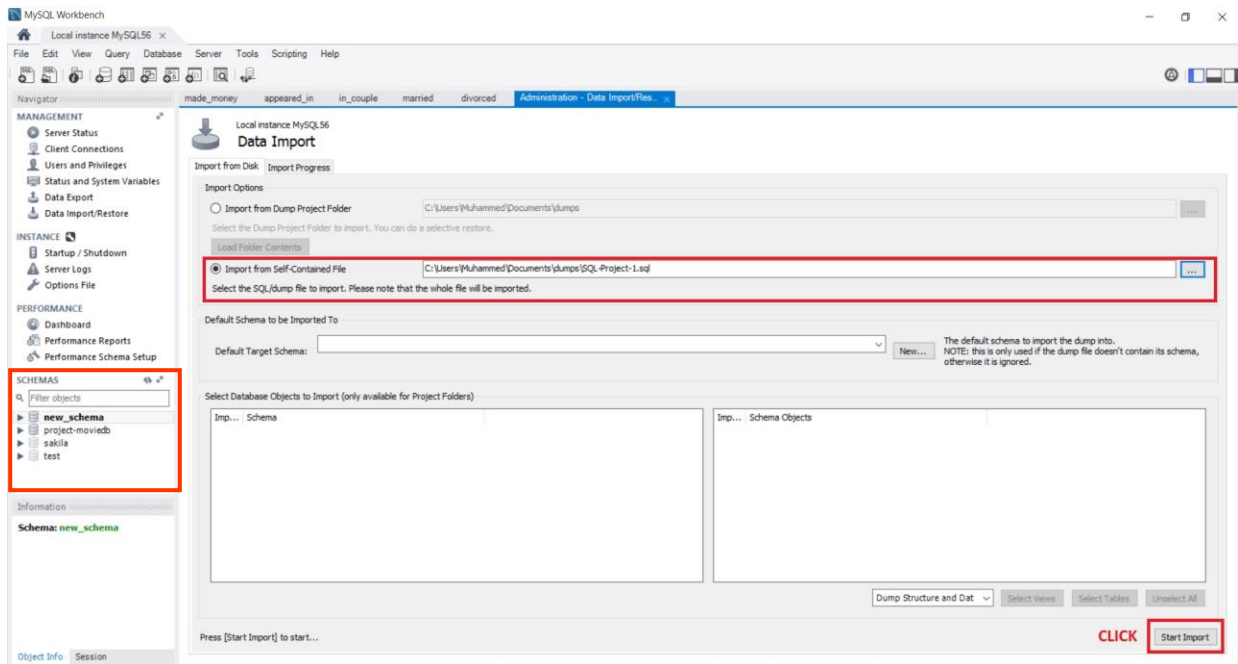 MySQL Workbench
Local instance MySQL56
File Edit View Query Database Server Tools Scripting Help
Navigator
MANAGEMENT
Server Status
Client Connections
Users and Privileges
Status and System Variables
Data Export
Data Import/Restore
INSTANCE
Startup / Shutdown
Server Logs
Options File
PERFORMANCE
Dashboard
Performance Reports
Performance Schema Setup
SCHEMAS
Filter objects
new_schema
project-moviedb
sakila
test
Information
Schema: new_schema
Object Info Session
made_money appeared_in in_couple married divorced Administration - Data Import/Res...
Local instance MySQL56
Data Import
Import from Disk Import Progress
Import Options
Import from Dump Project Folder C:\Users\Muhammed\Documents\dumps ...
Select the Dump Project Folder to import. You can do a selective restore.
Load Folder Contents
Import from Self-Contained File C:\Users\Muhammed\Documents\dumps\SQL-Project-1.sql ...
Select the SQL/dump file to import. Please note that the whole file will be imported.
Default Schema to be Imported To
Default Target Schema: New...
The default schema to import the dump into.
NOTE: this is only used if the dump file doesn't contain its schema,
otherwise it is ignored.
Select Database Objects to Import (only available for Project Folders)
Imp... Schema
Imp... Schema Objects
Dump Structure and Dat Select Views Select Tables Unselect All
Press [Start Import] to start... CLICK Start Import